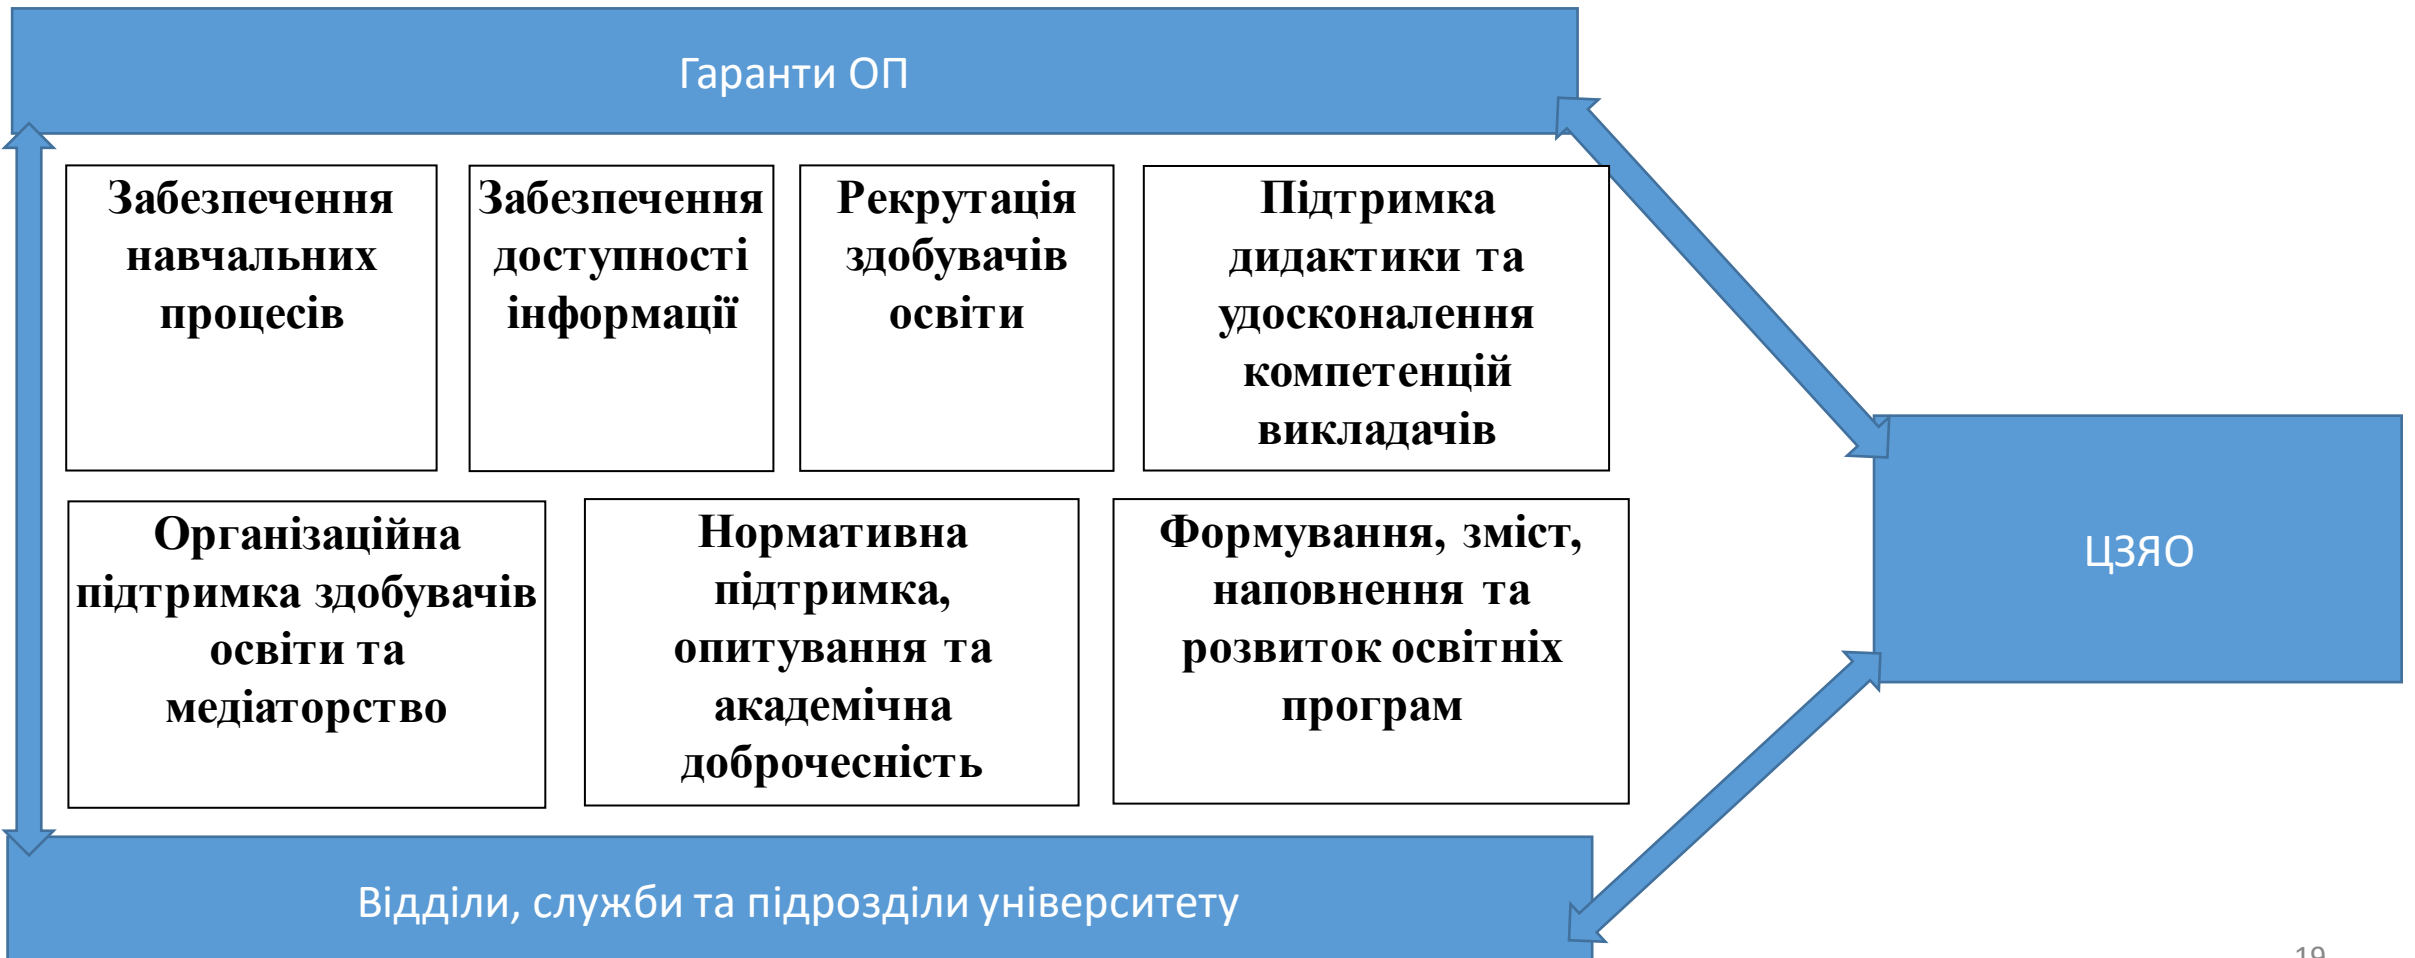 Гаранти ОП
Забезпечення
навчальних
процесів
Забезпечення
доступності
інформації
Рекрутація
здобувачів
освіти
Підтримка
дидактики та
удосконалення
компетенцій
викладачів
Організаційна
підтримка здобувачів
освіти та
медіаторство
Нормативна
підтримка,
опитування та
академічна
доброчесність
Формування, зміст,
наповнення та
розвиток освітніх
програм
ЦЗЯО
Відділи, служби та підрозділи університету
19